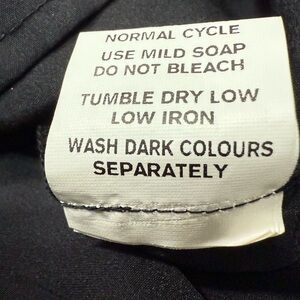 NORMAL CYCLE
USE MILD SOAP
DO NOT BLEACH
TUMBLE DRY LOW
LOW IRON
WASH DARK COLOURS
SEPARATELY